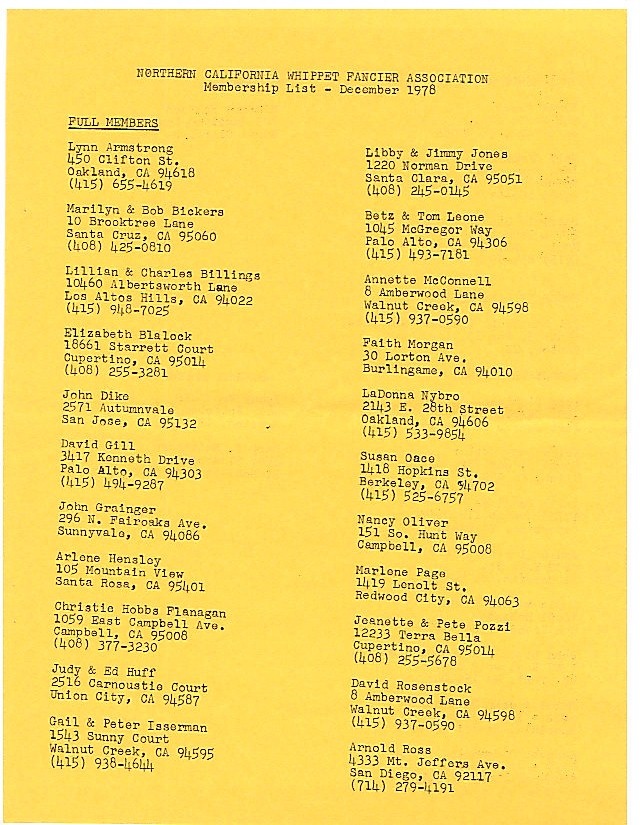 NORTHERN CALIFORNIA WHIPPET FANCIER ASSOCIATION
Membership List - December 1978
FULL MEMBERS
Lynn Armstrong
450 Clifton St.
Oakland, CA 94618
(415) 655-4619
Marilyn & Bob Bickers
10 Brooktree Lane
Santa Cruz, CA 95060
(408) 425-0810
Lillian & Charles Billings
10460 Albertsworth Lane
Los Altos Hills, CA 94022
(415) 948-7025
Elizabeth Blalock
18661 Starrett Court
Cupertino, CA 95014
(408) 255-3281
John Dike
2571 Autumnvale
San Jose, CA 95132
David Gill
3417 Kenneth Drive
Palo Alto, CA 94303
(415) 494-9287
John Grainger
296 N. Fairoaks Ave.
Sunnyvale, CA 94086
Arlene Hensley
105 Mountain View
Santa Rosa, CA 95401
Christie Hobbs Flanagan
1059 East Campbell Ave.
Campbell, CA 95008
(408) 377-3230
Judy & Ed Huff
2516 Carnoustie Court
Union City, CA 94587
Gail & Peter Isserman
1543 Sunny Court
Walnut Creek, CA 94595
(415) 938-4644
Libby & Jimmy Jones
1220 Norman Drive
Santa Clara, CA 95051
(408) 245-0145
Betz & Tom Leone
1045 McGregor Way
Palo Alto, CA 94306
(415) 493-7181
Annette McConnell
8 Amberwood Lane
Walnut Creek, CA 94598
(415) 937-0590
Faith Morgan
30 Lorton Ave.
Burlingame, CA 94010
LaDonna Nybro
2143 E. 28th Street
Oakland, CA 94606
(415) 533-9854
Susan Oace
1418 Hopkins St.
Berkeley, CA 94702
(415) 525-6757
Nancy Oliver
151 So. Hunt Way
Campbell, CA 95008
Marlene Page
1419 Lenolt St.
Redwood City, CA 94063
Jeanette & Pete Pozzi
12233 Terra Bella
Cupertino, CA 95014
(408) 255-5678
David Rosenstock
8 Amberwood Lane
Walnut Creek, CA 94598
(415) 937-0590
Arnold Ross
4333 Mt. Jeffers Ave.
San Diego, CA 92117
(714) 279-4191